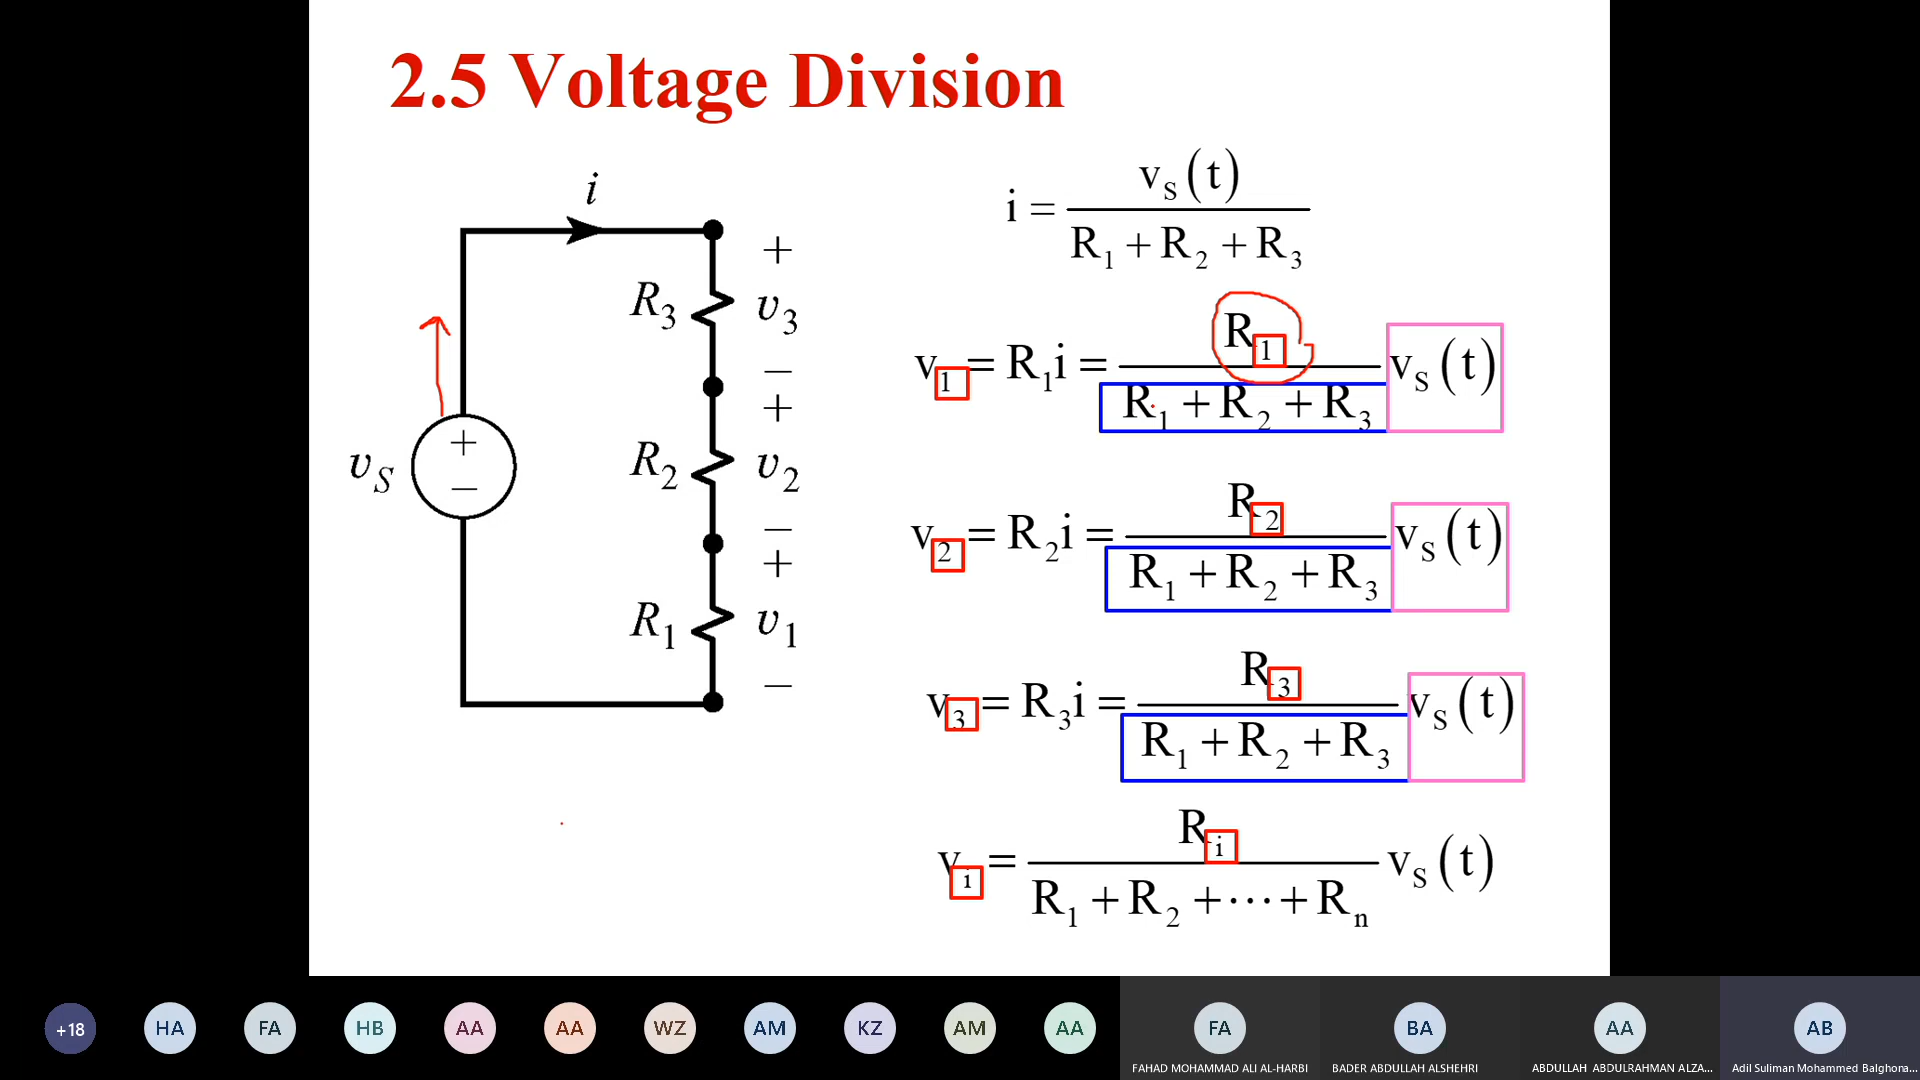 2.5 Voltage Division
i
+
R3 v3
−
+
vS + − R2 v2
−
+
R1 v1
−
i = vS(t) / (R1 + R2 + R3)
v1 = R1i = R1 / (R1 + R2 + R3) vS(t)
v2 = R2i = R2 / (R1 + R2 + R3) vS(t)
v3 = R3i = R3 / (R1 + R2 + R3) vS(t)
vi = Ri / (R1 + R2 + ⋯ + Rn) vS(t)
+18 HA FA HB AA AA WZ AM KZ AM AA FA BA AA AB
FAHAD MOHAMMAD ALI AL-HARBI BADER ABDULLAH ALSHEHRI ABDULLAH ABDULRAHMAN ALZA... Adil Suliman Mohammed Balghona...